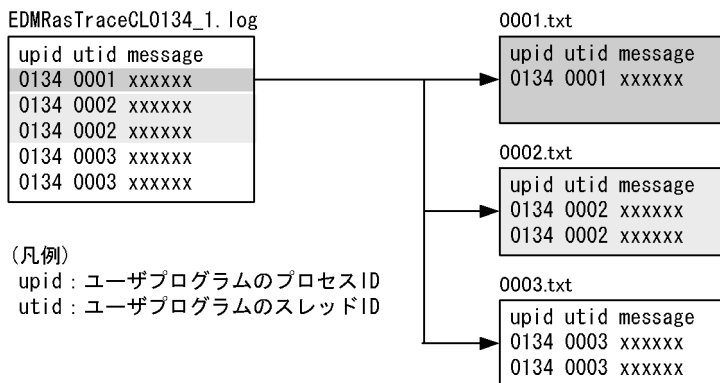 EDMRasTraceCL0134_1.log
upid utid message
0134 0001 xxxxxx
0134 0002 xxxxxx
0134 0002 xxxxxx
0134 0003 xxxxxx
0134 0003 xxxxxx
(凡例)
upid：ユーザプログラムのプロセスID
utid：ユーザプログラムのスレッドID
0001.txt
upid utid message
0134 0001 xxxxxx
0002.txt
upid utid message
0134 0002 xxxxxx
0134 0002 xxxxxx
0003.txt
upid utid message
0134 0003 xxxxxx
0134 0003 xxxxxx